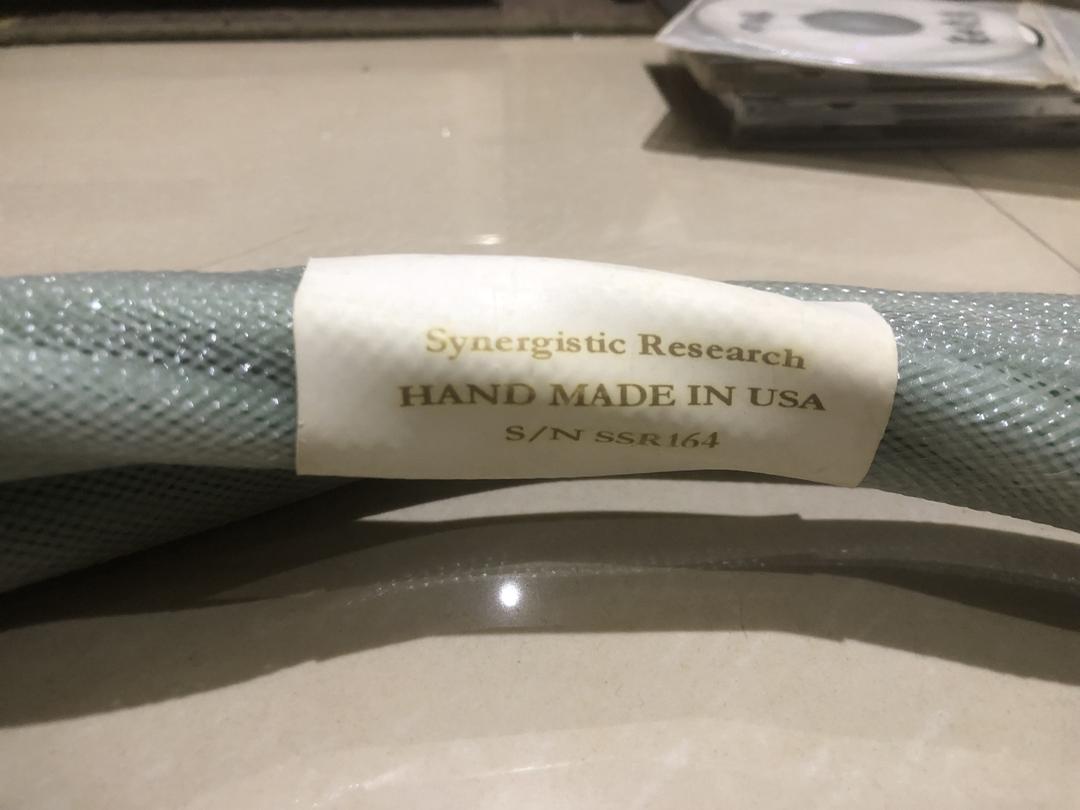 Synergistic Research
HAND MADE IN USA
S/N SSR164